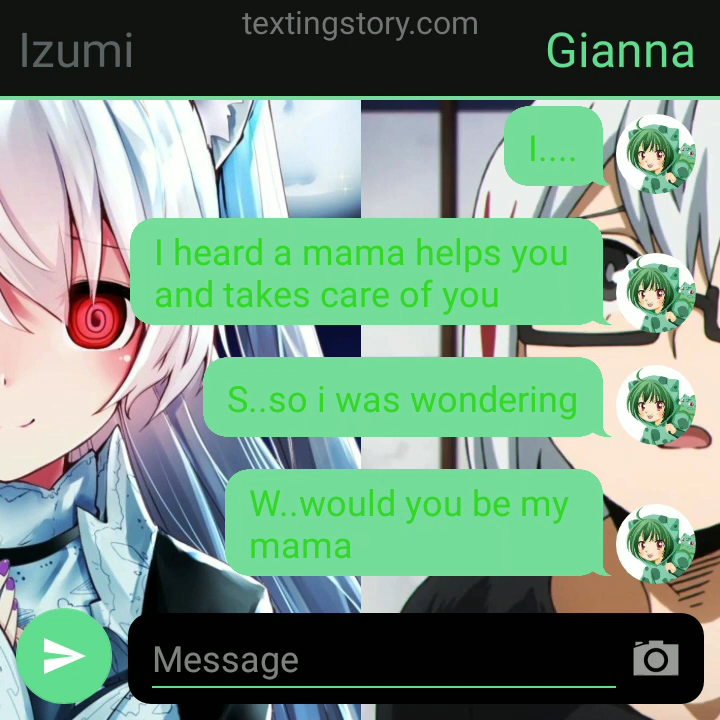 textingstory.com
Izumi
Gianna
I....
I heard a mama helps you
and takes care of you
S..so i was wondering
W..would you be my
mama
Message